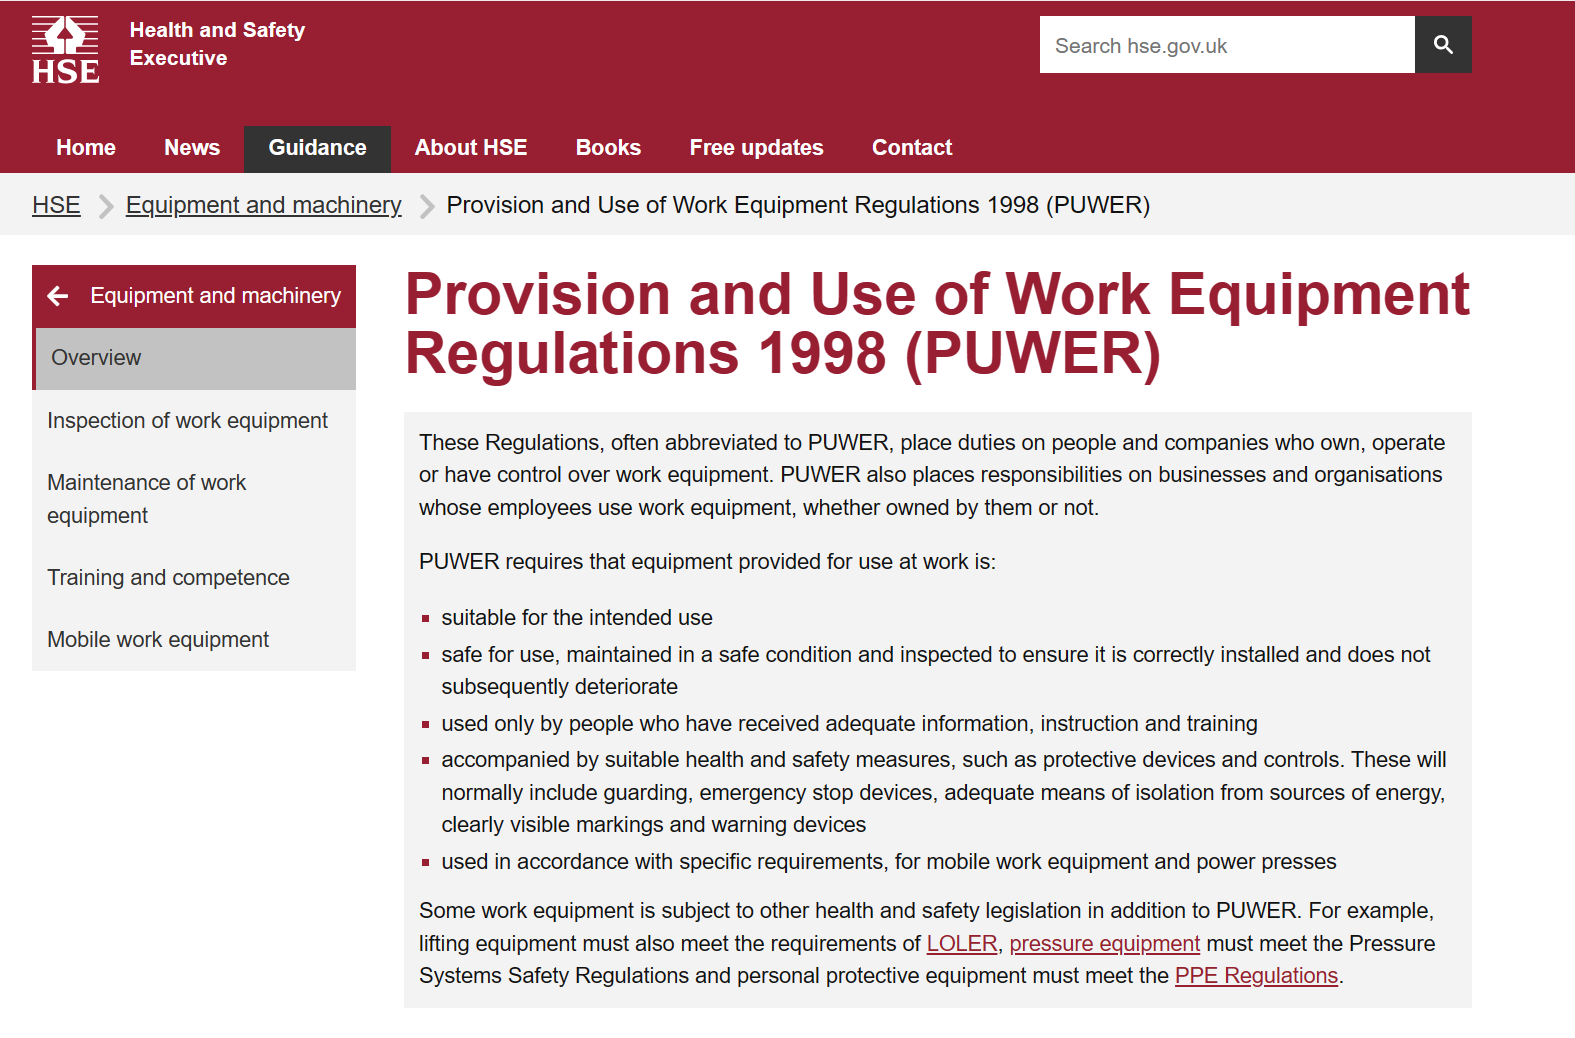 HSE
Health and Safety
Executive
Search hse.gov.uk
Home News Guidance About HSE Books Free updates Contact
HSE Equipment and machinery Provision and Use of Work Equipment Regulations 1998 (PUWER)
Equipment and machinery
Overview
Inspection of work equipment
Maintenance of work
equipment
Training and competence
Mobile work equipment
Provision and Use of Work Equipment
Regulations 1998 (PUWER)
These Regulations, often abbreviated to PUWER, place duties on people and companies who own, operate
or have control over work equipment. PUWER also places responsibilities on businesses and organisations
whose employees use work equipment, whether owned by them or not.
PUWER requires that equipment provided for use at work is:
suitable for the intended use
safe for use, maintained in a safe condition and inspected to ensure it is correctly installed and does not
subsequently deteriorate
used only by people who have received adequate information, instruction and training
accompanied by suitable health and safety measures, such as protective devices and controls. These will
normally include guarding, emergency stop devices, adequate means of isolation from sources of energy,
clearly visible markings and warning devices
used in accordance with specific requirements, for mobile work equipment and power presses
Some work equipment is subject to other health and safety legislation in addition to PUWER. For example,
lifting equipment must also meet the requirements of LOLER, pressure equipment must meet the Pressure
Systems Safety Regulations and personal protective equipment must meet the PPE Regulations.